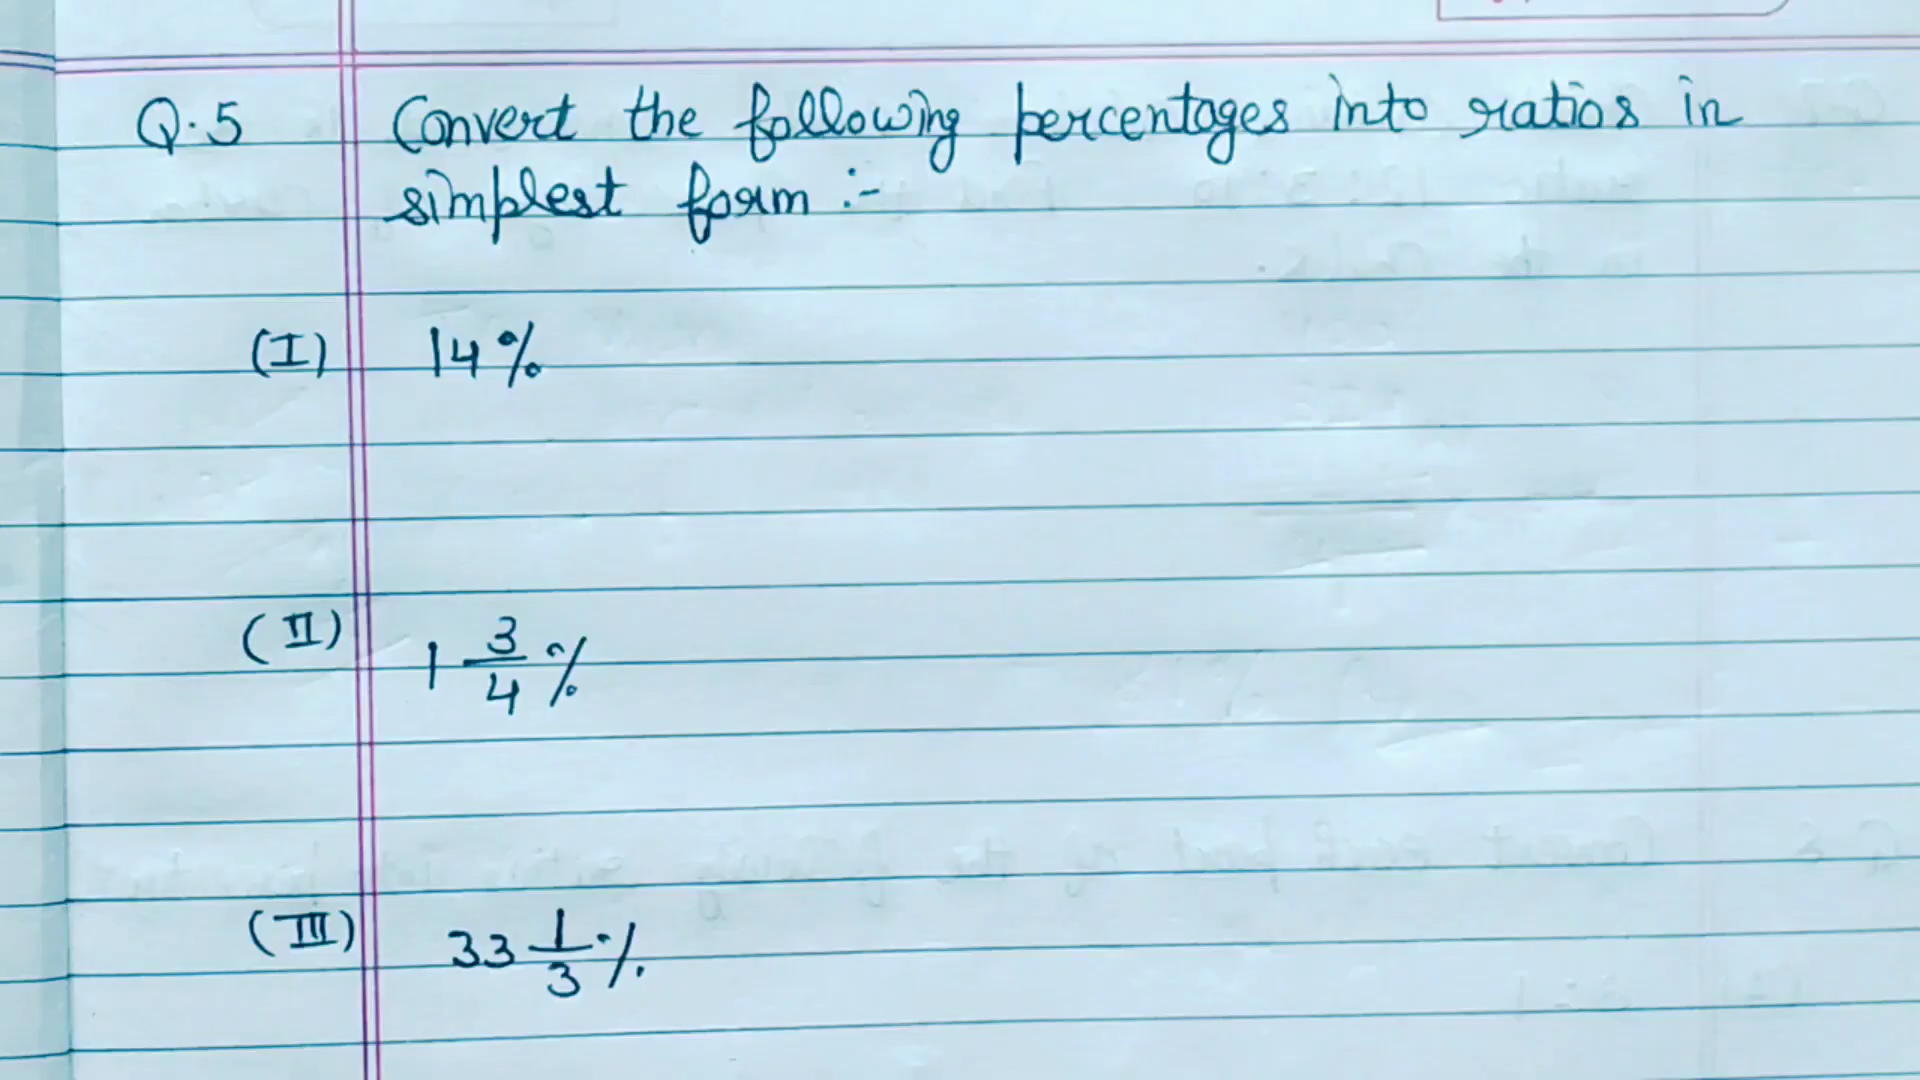 Q.5 Convert the following percentages into ratios in
simplest form :-
(I) 14%
(II) 1 3/4 %
(III) 33 1/3 %